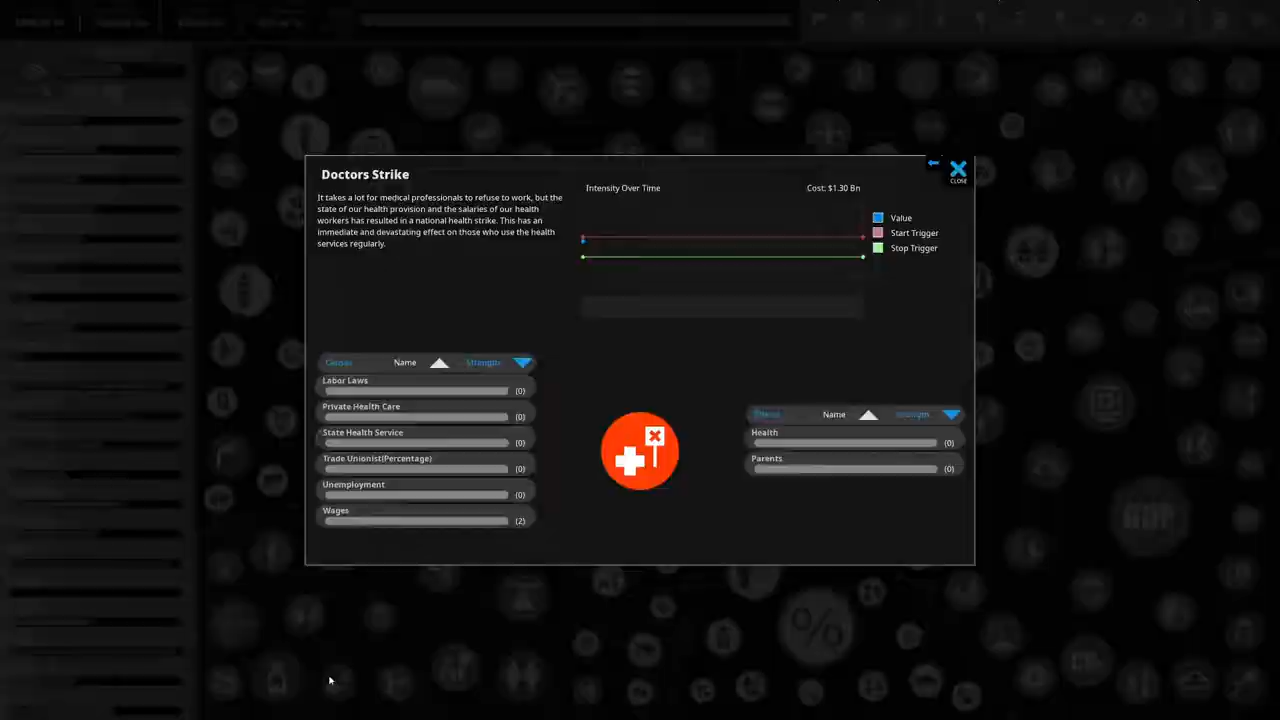 Doctors Strike
CLOSE
It takes a lot for medical professionals to refuse to work, but the
state of our health provision and the salaries of our health
workers has resulted in a national health strike. This has an
immediate and devastating effect on those who use the health
services regularly.
Intensity Over Time
Cost: $1.30 Bn
Value
Start Trigger
Stop Trigger
Causes Name Strength
Labor Laws
(0)
Private Health Care
(0)
State Health Service
(0)
Trade Unionist(Percentage)
(0)
Unemployment
(0)
Wages
(2)
Name Strength
Health
(0)
Parents
(0)